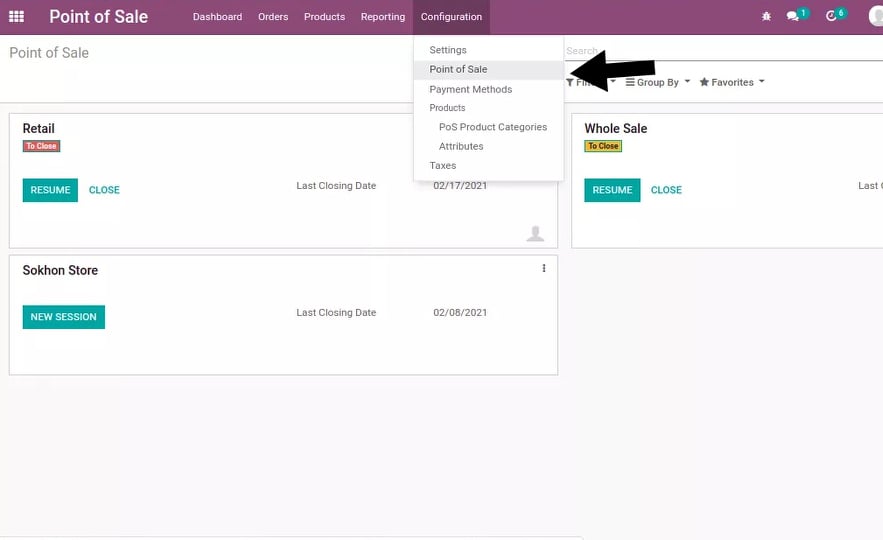 Point of Sale Dashboard Orders Products Reporting Configuration 1 6
Point of Sale
Search...
Settings
Point of Sale
Payment Methods
Products
PoS Product Categories
Attributes
Taxes
Group By Favorites
Retail
To Close
RESUME CLOSE Last Closing Date 02/17/2021
Whole Sale
To Close
RESUME CLOSE Last
Sokhon Store
NEW SESSION Last Closing Date 02/08/2021